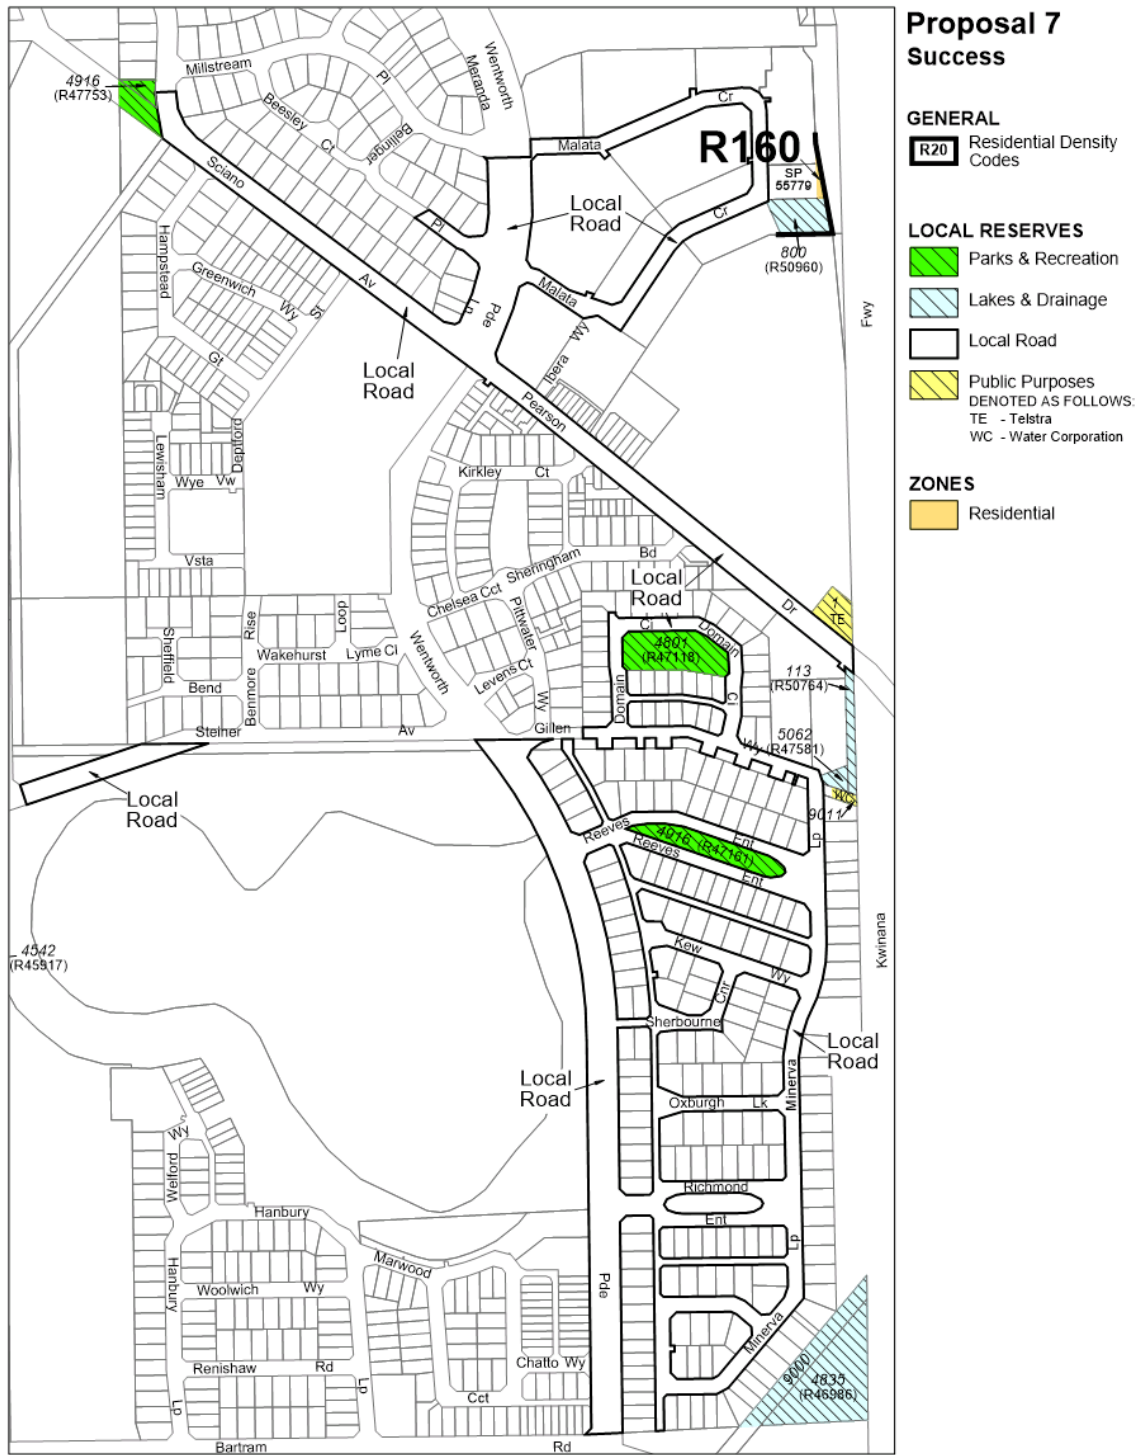 Proposal 7
Success
GENERAL
R20
Residential Density
Codes
LOCAL RESERVES
Parks & Recreation
Lakes & Drainage
Local Road
Public Purposes
DENOTED AS FOLLOWS:
TE - Telstra
WC - Water Corporation
ZONES
Residential
4916
(R47753)
Millstream
Pl
Meranda
Wentworth
Beesley
Ct
Bellinger
Pl
Sciano
Av
Malata
Cr
R160
SP
55779
Local
Road
Cr
800
(R50960)
Hampstead
Greenwich
Wy
St
Gt
Local
Road
Ln
Pde
Malata
Wy
Ibera
Pearson
Fwy
Lewisham
Deptford
Wye
Vw
Vsta
Kirkley
Ct
Sheringham
Bd
Chelsea Cct
Pittwater
Wy
Levens Ct
Wentworth
Local
Road
Dr
TE
Ci
Domain
4801
(R47118)
Domain
Ci
113
(R50764)
5062
(R47581)
WC
9011
Sheffield
Rise
Loop
Wakehurst
Lyme Cl
Bend
Benmore
Steiner
Av
Gillen
Wy
Local
Road
Reeves
Ent
4916 (R47161)
Reeves
Ent
Lp
4542
(R45917)
Kwinana
Kew
Wy
Cnr
Sherbourne
Local
Road
Local
Road
Minerva
Oxburgh
Lk
Richmond
Ent
Lp
Wy
Welford
Hanbury
Hanbury
Marwood
Woolwich
Wy
Pde
Renishaw
Rd
Chatto Wy
Minerva
9000
4835
(R46986)
Lp
Lp
Cct
Bartram
Rd